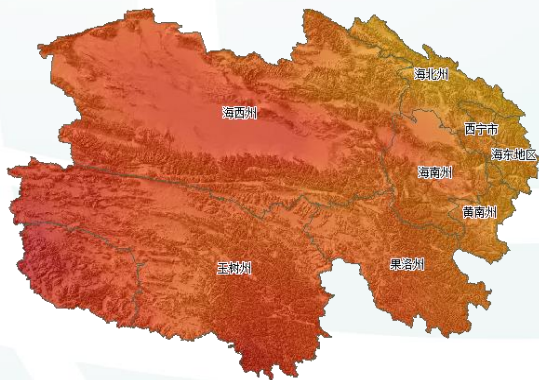 海北州
海西州
西宁市
海东地区
海南州
黄南州
玉树州
果洛州